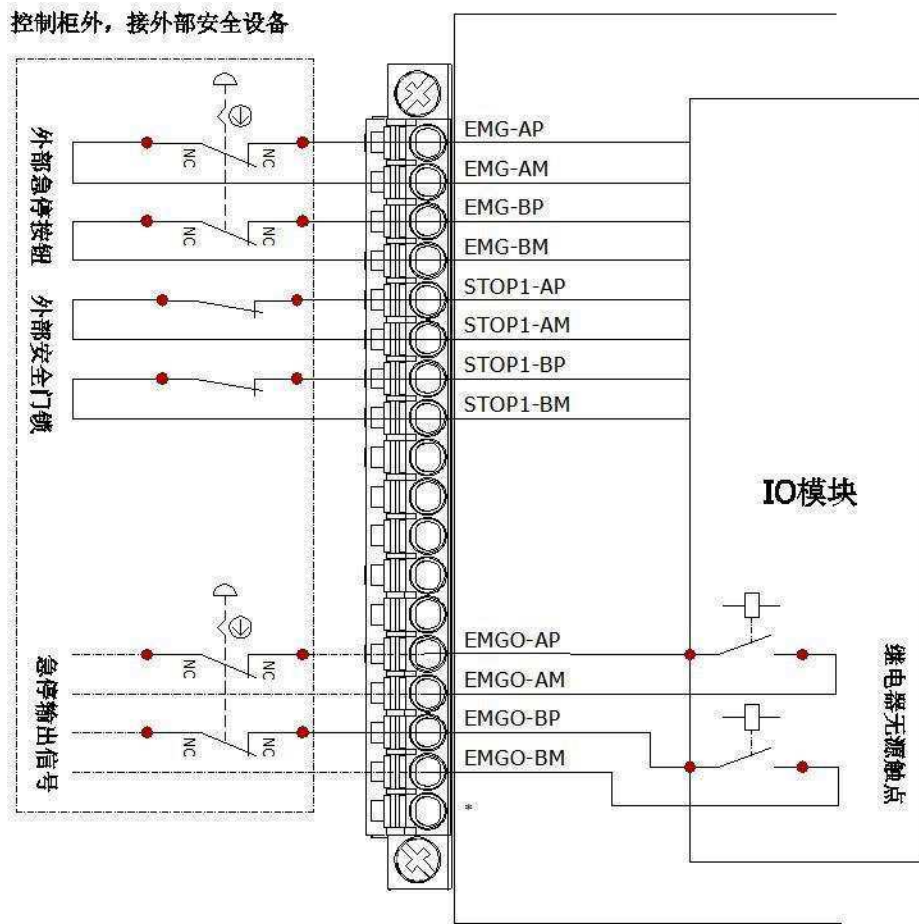 控制柜外，接外部安全设备
外部急停按钮
NC NC
NC NC
外部安全门锁
急停输出信号
NC NC
NC NC
EMG-AP
EMG-AM
EMG-BP
EMG-BM
STOP1-AP
STOP1-AM
STOP1-BP
STOP1-BM
EMGO-AP
EMGO-AM
EMGO-BP
EMGO-BM
*
IO模块
继电器无源触点